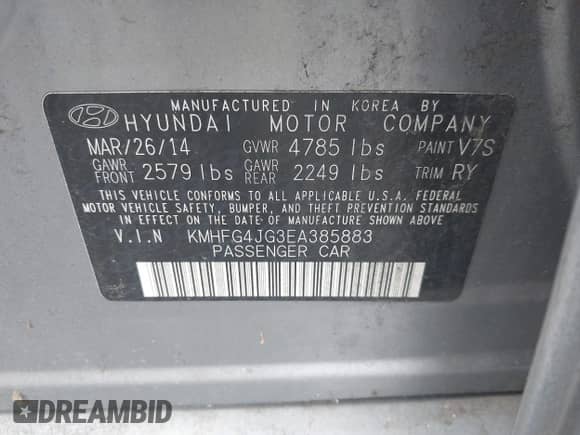 MANUFACTURED IN KOREA BY
HYUNDAI MOTOR COMPANY
MAR/26/14 GVWR 4785 lbs PAINT V7S
GAWR FRONT 2579 lbs GAWR REAR 2249 lbs TRIM RY
THIS VEHICLE CONFORMS TO ALL APPLICABLE U.S.A. FEDERAL
MOTOR VEHICLE SAFETY, BUMPER, AND THEFT PREVENTION STANDARDS
IN EFFECT ON THE DATE OF MANUFACTURE SHOWN ABOVE.
V.I.N KMHFG4JG3EA385883
PASSENGER CAR
DREAMBID